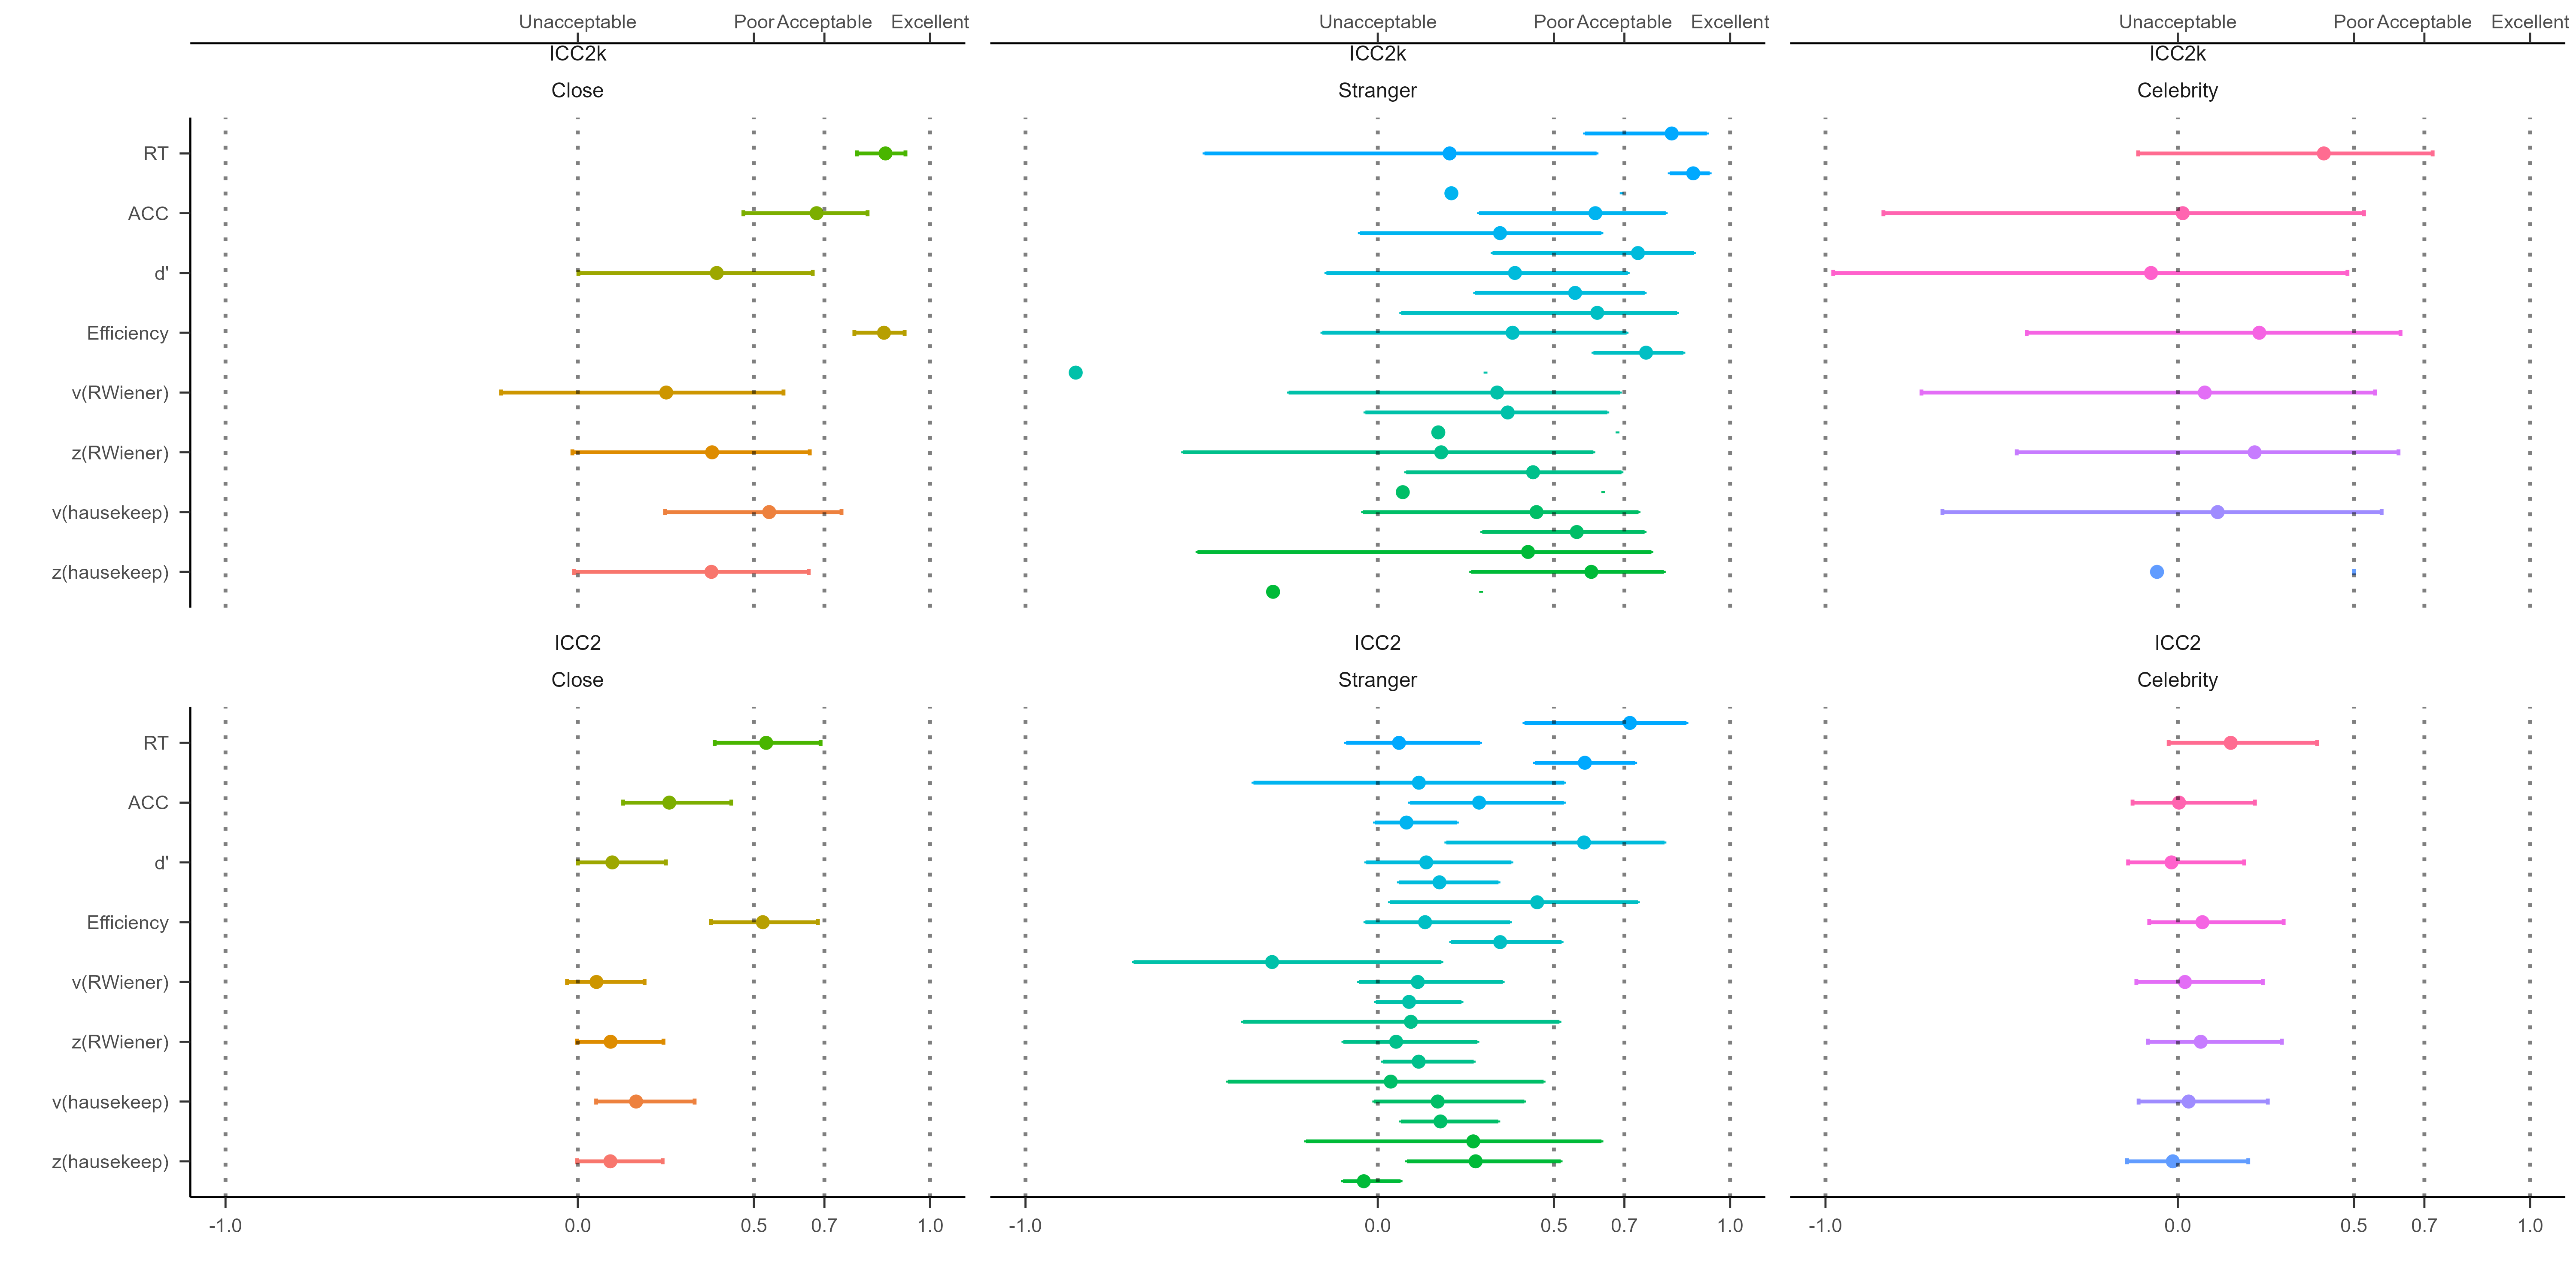 Unacceptable Poor Acceptable Excellent Unacceptable Poor Acceptable Excellent Unacceptable Poor Acceptable Excellent
ICC2k ICC2k ICC2k
Close Stranger Celebrity
RT
ACC
d'
Efficiency
v(RWiener)
z(RWiener)
v(hausekeep)
z(hausekeep)
ICC2 ICC2 ICC2
Close Stranger Celebrity
RT
ACC
d'
Efficiency
v(RWiener)
z(RWiener)
v(hausekeep)
z(hausekeep)
-1.0 0.0 0.5 0.7 1.0 -1.0 0.0 0.5 0.7 1.0 -1.0 0.0 0.5 0.7 1.0